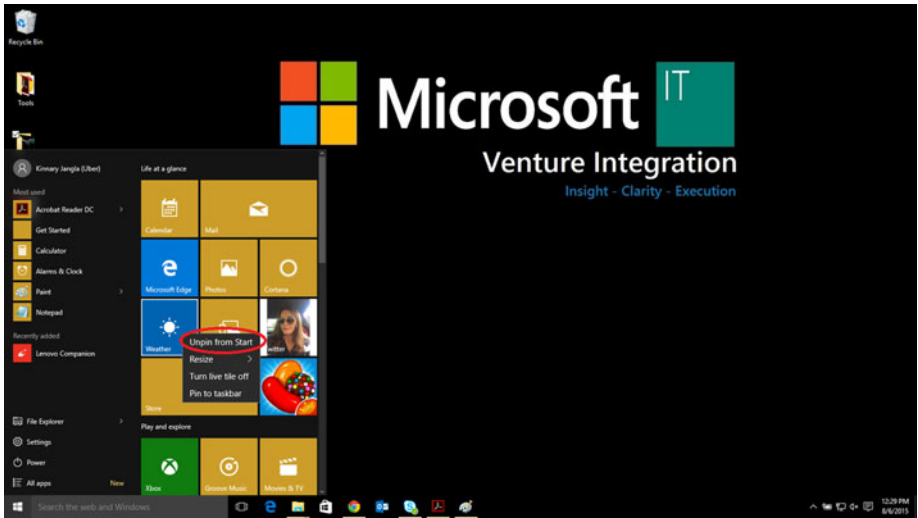 Recycle Bin
Tools
Microsoft
IT
Venture Integration
Insight - Clarity - Execution
Kinnary Jangla (Uber)
Most used
Acrobat Reader DC
Get Started
Calculator
Alarms & Clock
Paint
Notepad
Recently added
Lenovo Companion
File Explorer
Settings
Power
All apps
New
Life at a glance
Calendar
Mail
Microsoft Edge
Photos
Cortana
Weather
witter
Unpin from Start
Resize
Turn live tile off
Pin to taskbar
Store
Play and explore
Xbox
Groove Music
Movies & TV
Search the web and Windows
12:29 PM
8/6/2015